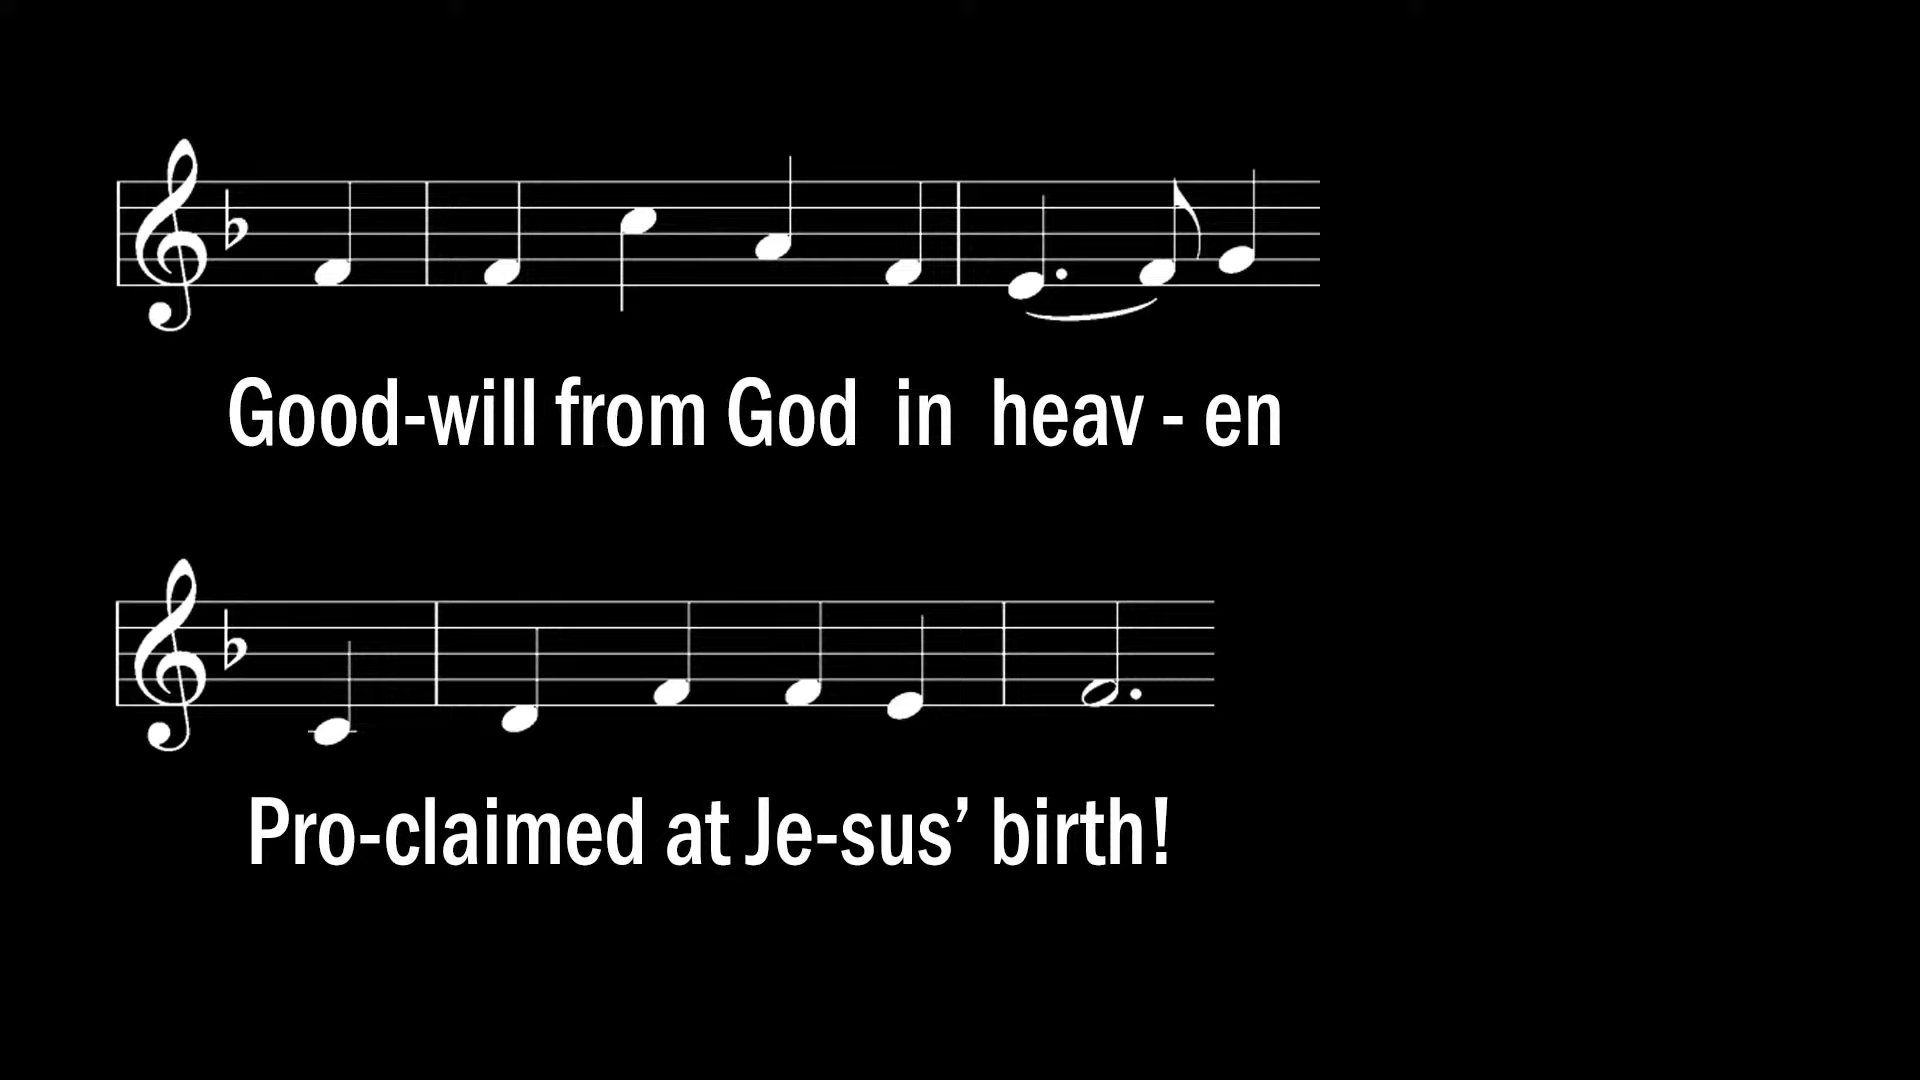 Good-will from God in heav - en
Pro-claimed at Je-sus’ birth!